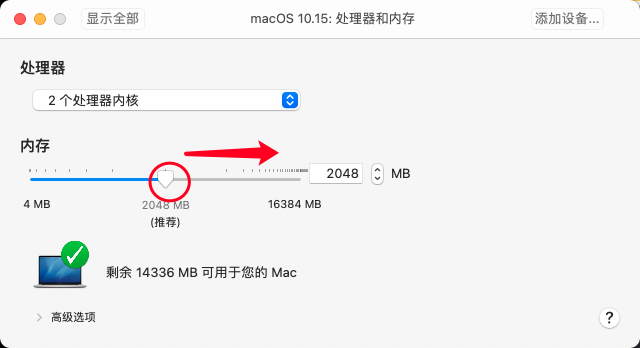 显示全部 macOS 10.15: 处理器和内存 添加设备...
处理器
2 个处理器内核
内存
2048 MB
4 MB 2048 MB 16384 MB
(推荐)
剩余 14336 MB 可用于您的 Mac
高级选项 ?